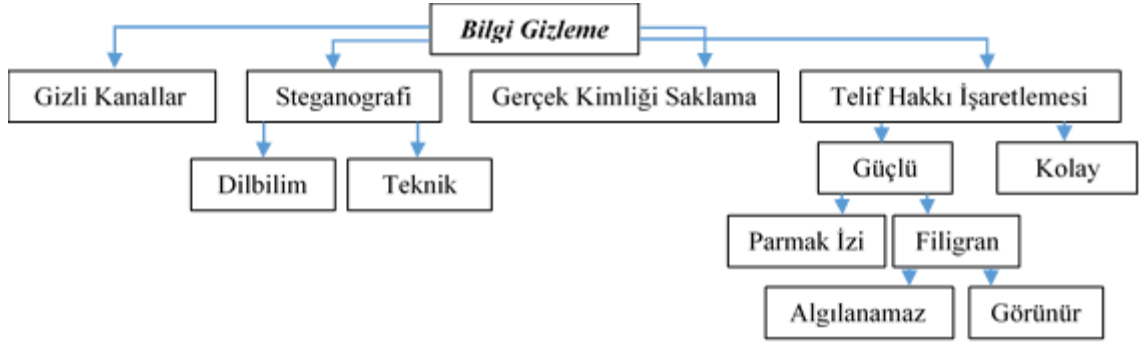 Bilgi Gizleme
Gizli Kanallar
Steganografi
Gerçek Kimliği Saklama
Telif Hakkı İşaretlemesi
Dilbilim
Teknik
Güçlü
Kolay
Parmak İzi
Filigran
Algılanamaz
Görünür